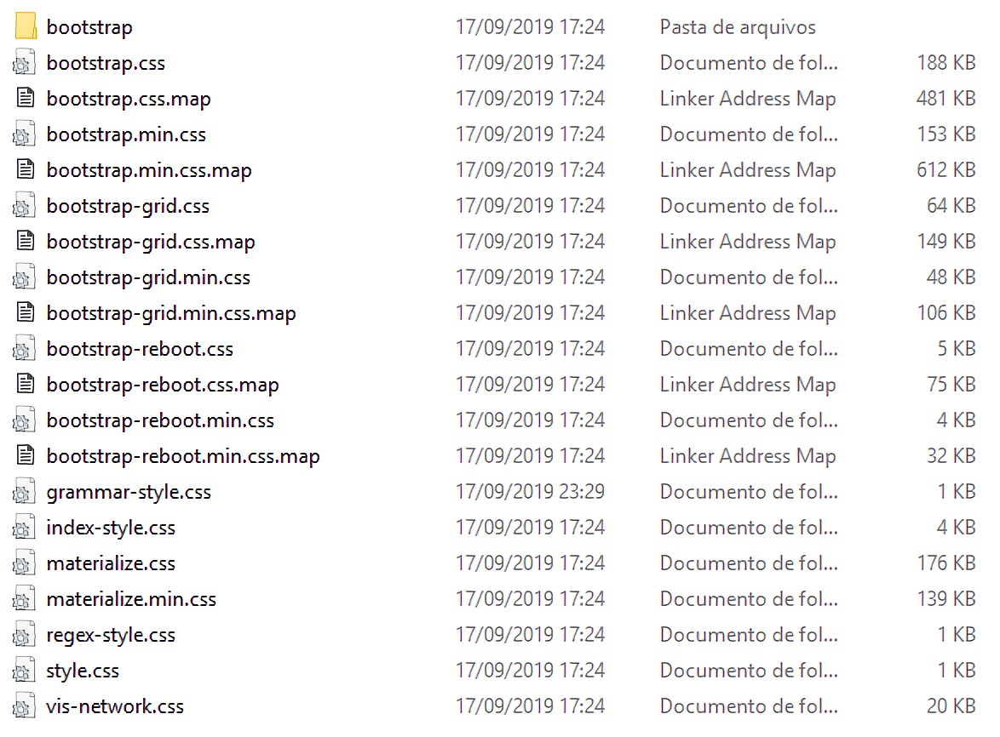 bootstrap 17/09/2019 17:24 Pasta de arquivos
bootstrap.css 17/09/2019 17:24 Documento de fol... 188 KB
bootstrap.css.map 17/09/2019 17:24 Linker Address Map 481 KB
bootstrap.min.css 17/09/2019 17:24 Documento de fol... 153 KB
bootstrap.min.css.map 17/09/2019 17:24 Linker Address Map 612 KB
bootstrap-grid.css 17/09/2019 17:24 Documento de fol... 64 KB
bootstrap-grid.css.map 17/09/2019 17:24 Linker Address Map 149 KB
bootstrap-grid.min.css 17/09/2019 17:24 Documento de fol... 48 KB
bootstrap-grid.min.css.map 17/09/2019 17:24 Linker Address Map 106 KB
bootstrap-reboot.css 17/09/2019 17:24 Documento de fol... 5 KB
bootstrap-reboot.css.map 17/09/2019 17:24 Linker Address Map 75 KB
bootstrap-reboot.min.css 17/09/2019 17:24 Documento de fol... 4 KB
bootstrap-reboot.min.css.map 17/09/2019 17:24 Linker Address Map 32 KB
grammar-style.css 17/09/2019 23:29 Documento de fol... 1 KB
index-style.css 17/09/2019 17:24 Documento de fol... 4 KB
materialize.css 17/09/2019 17:24 Documento de fol... 176 KB
materialize.min.css 17/09/2019 17:24 Documento de fol... 139 KB
regex-style.css 17/09/2019 17:24 Documento de fol... 1 KB
style.css 17/09/2019 17:24 Documento de fol... 1 KB
vis-network.css 17/09/2019 17:24 Documento de fol... 20 KB